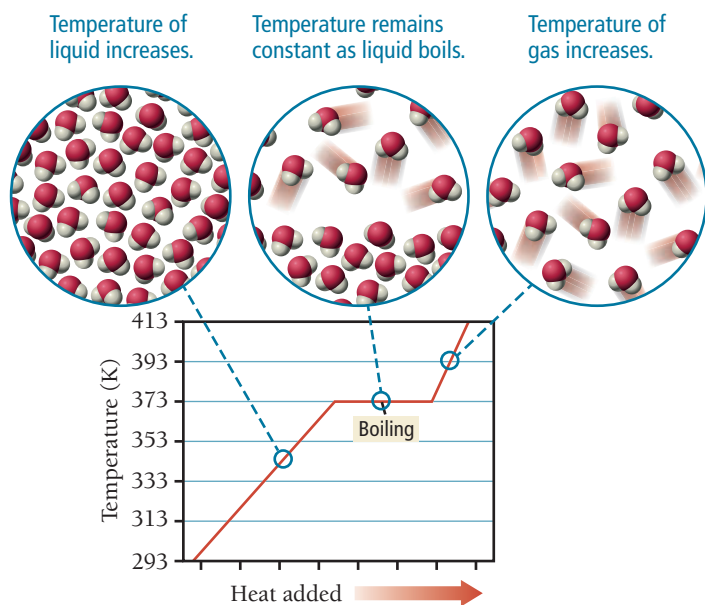 Temperature of
liquid increases.
Temperature remains
constant as liquid boils.
Temperature of
gas increases.
Temperature (K)
413
393
373
353
333
313
293
Boiling
Heat added